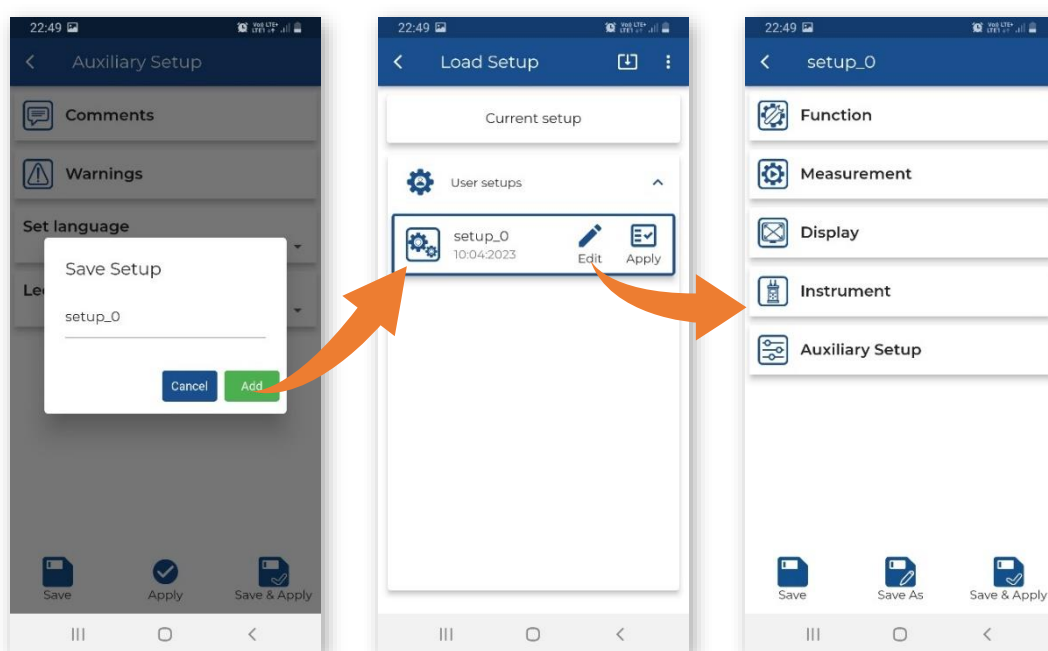 22:49
Auxiliary Setup
Comments
Warnings
Set language
Save Setup
setup_0
Cancel Add
Save Apply Save & Apply
22:49
Load Setup
Current setup
User setups
setup_0
10:04:2023
Edit Apply
22:49
setup_0
Function
Measurement
Display
Instrument
Auxiliary Setup
Save Save As Save & Apply